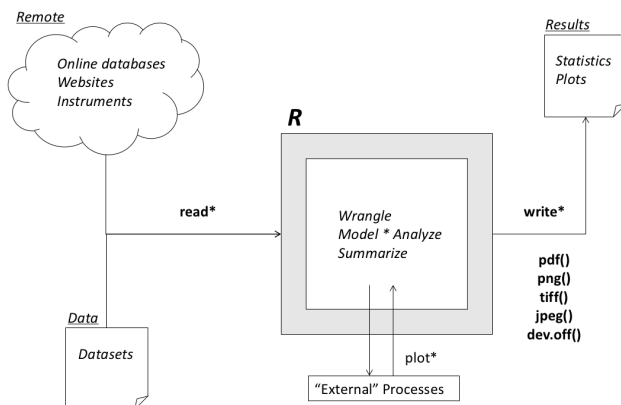 Remote
Online databases
Websites
Instruments
Results
Statistics
Plots
R
read*
Wrangle
Model * Analyze
Summarize
write*
pdf()
png()
tiff()
jpeg()
dev.off()
Data
Datasets
plot*
“External” Processes